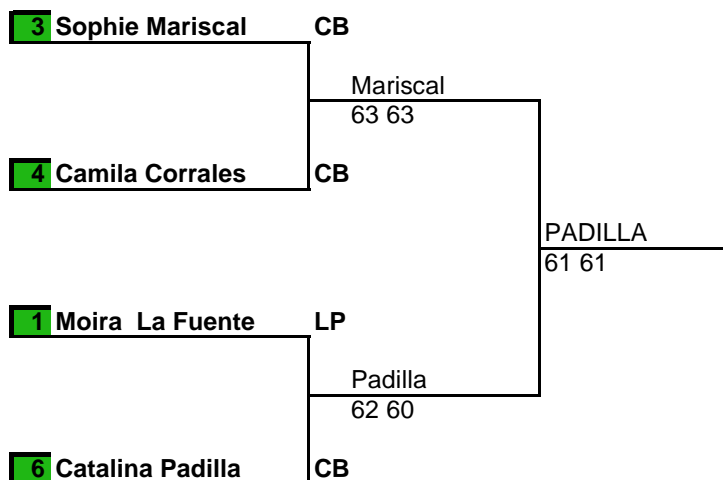 3 Sophie Mariscal CB
Mariscal
63 63
4 Camila Corrales CB
PADILLA
61 61
1 Moira  La Fuente LP
Padilla
62 60
6 Catalina Padilla CB